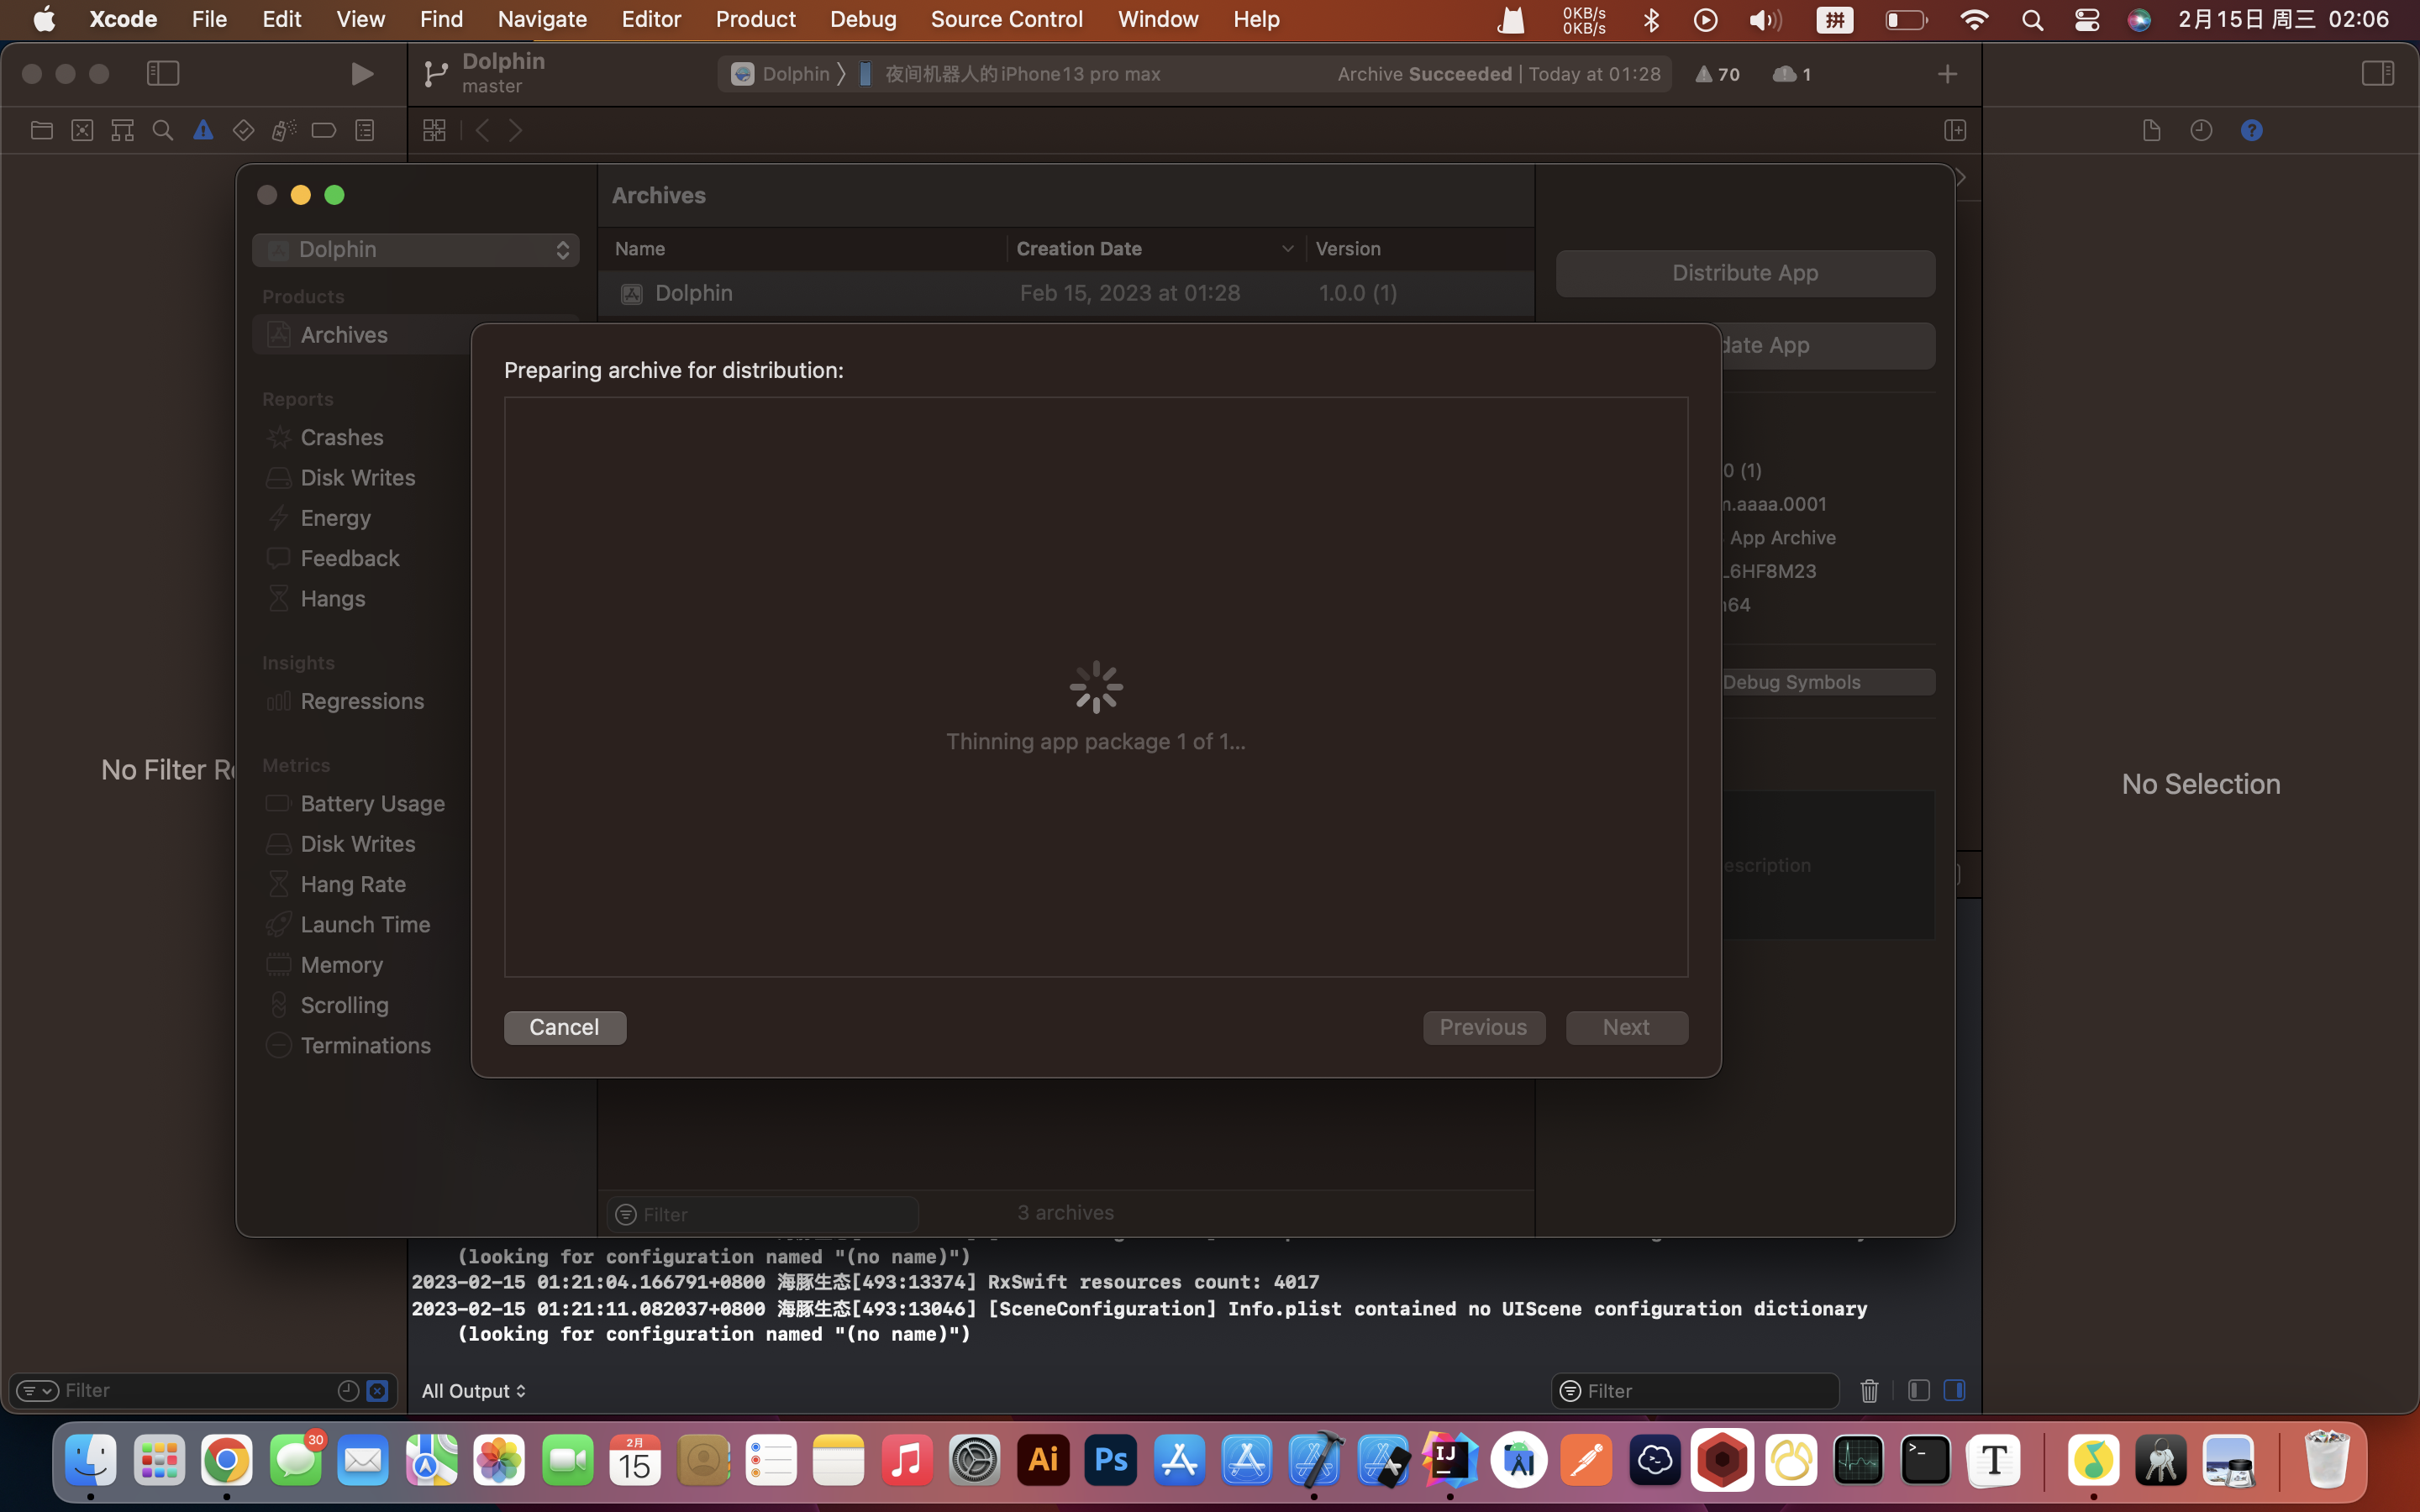 Xcode File Edit View Find Navigate Editor Product Debug Source Control Window Help
0KB/s
0KB/s
拼
2月15日 周三 02:06
Dolphin
master
Dolphin 〉 夜间机器人的iPhone13 pro max
Archive Succeeded | Today at 01:28
70
1
Archives
Dolphin
Name Creation Date Version
Dolphin Feb 15, 2023 at 01:28 1.0.0 (1)
Distribute App
date App
Products
Archives
Reports
Crashes
Disk Writes
Energy
Feedback
Hangs
Insights
Regressions
Metrics
Battery Usage
Disk Writes
Hang Rate
Launch Time
Memory
Scrolling
Terminations
Preparing archive for distribution:
Thinning app package 1 of 1...
Cancel
Previous
Next
0 (1)
.aaaa.0001
App Archive
L6HF8M23
64
Debug Symbols
escription
No Filter Re
No Selection
Filter
3 archives
(looking for configuration named "(no name)")
2023-02-15 01:21:04.166791+0800 海豚生态[493:13374] RxSwift resources count: 4017
2023-02-15 01:21:11.082037+0800 海豚生态[493:13046] [SceneConfiguration] Info.plist contained no UIScene configuration dictionary
(looking for configuration named "(no name)")
Filter
All Output
Filter
30
2月
15
Ai
Ps
IJ
>_
T